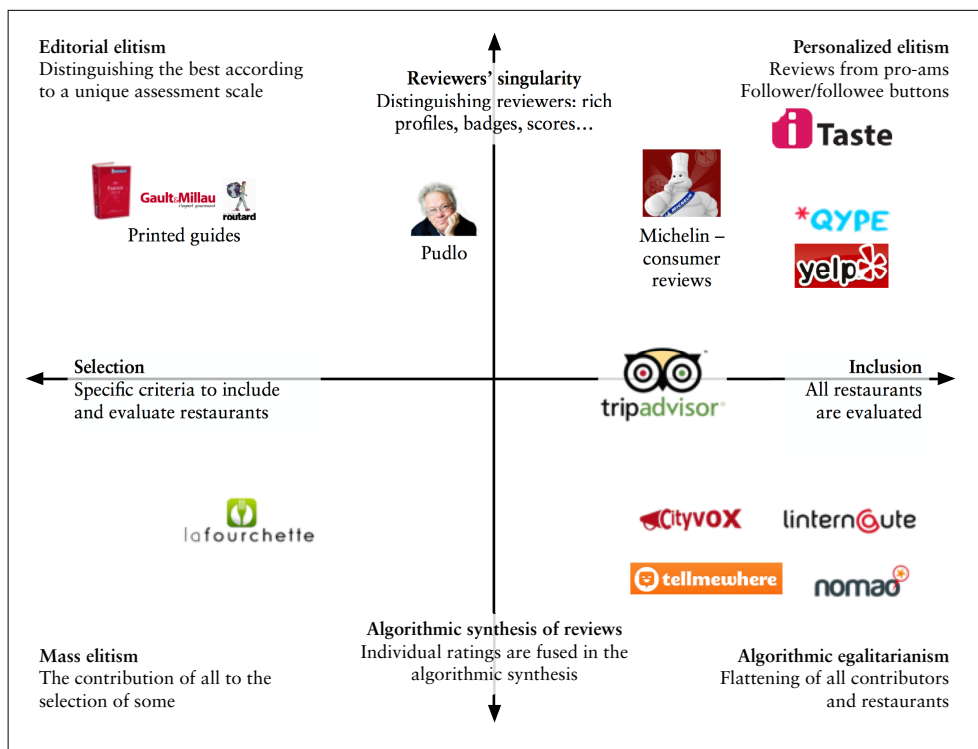 Editorial elitism
Distinguishing the best according
to a unique assessment scale
Reviewers’ singularity
Distinguishing reviewers: rich
profiles, badges, scores…
Personalized elitism
Reviews from pro-ams
Follower/followee buttons
i Taste
Gault&Millau
routard
Printed guides
Pudlo
Michelin –
consumer
reviews
*QYPE
yelp
Selection
Specific criteria to include
and evaluate restaurants
tripadvisor
Inclusion
All restaurants
are evaluated
lafourchette
Cityvox
lintern@ute
tellmewhere
nomao
Algorithmic synthesis of reviews
Individual ratings are fused in the
algorithmic synthesis
Mass elitism
The contribution of all to the
selection of some
Algorithmic egalitarianism
Flattening of all contributors
and restaurants